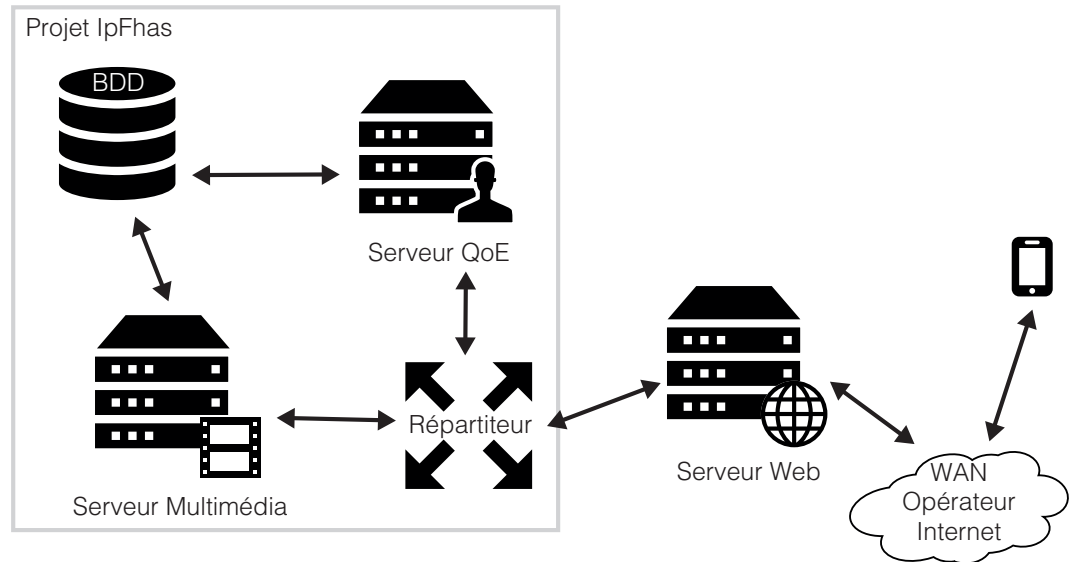 Projet IpFhas
BDD
Serveur QoE
Serveur Multimédia
Répartiteur
Serveur Web
WAN
Opérateur
Internet